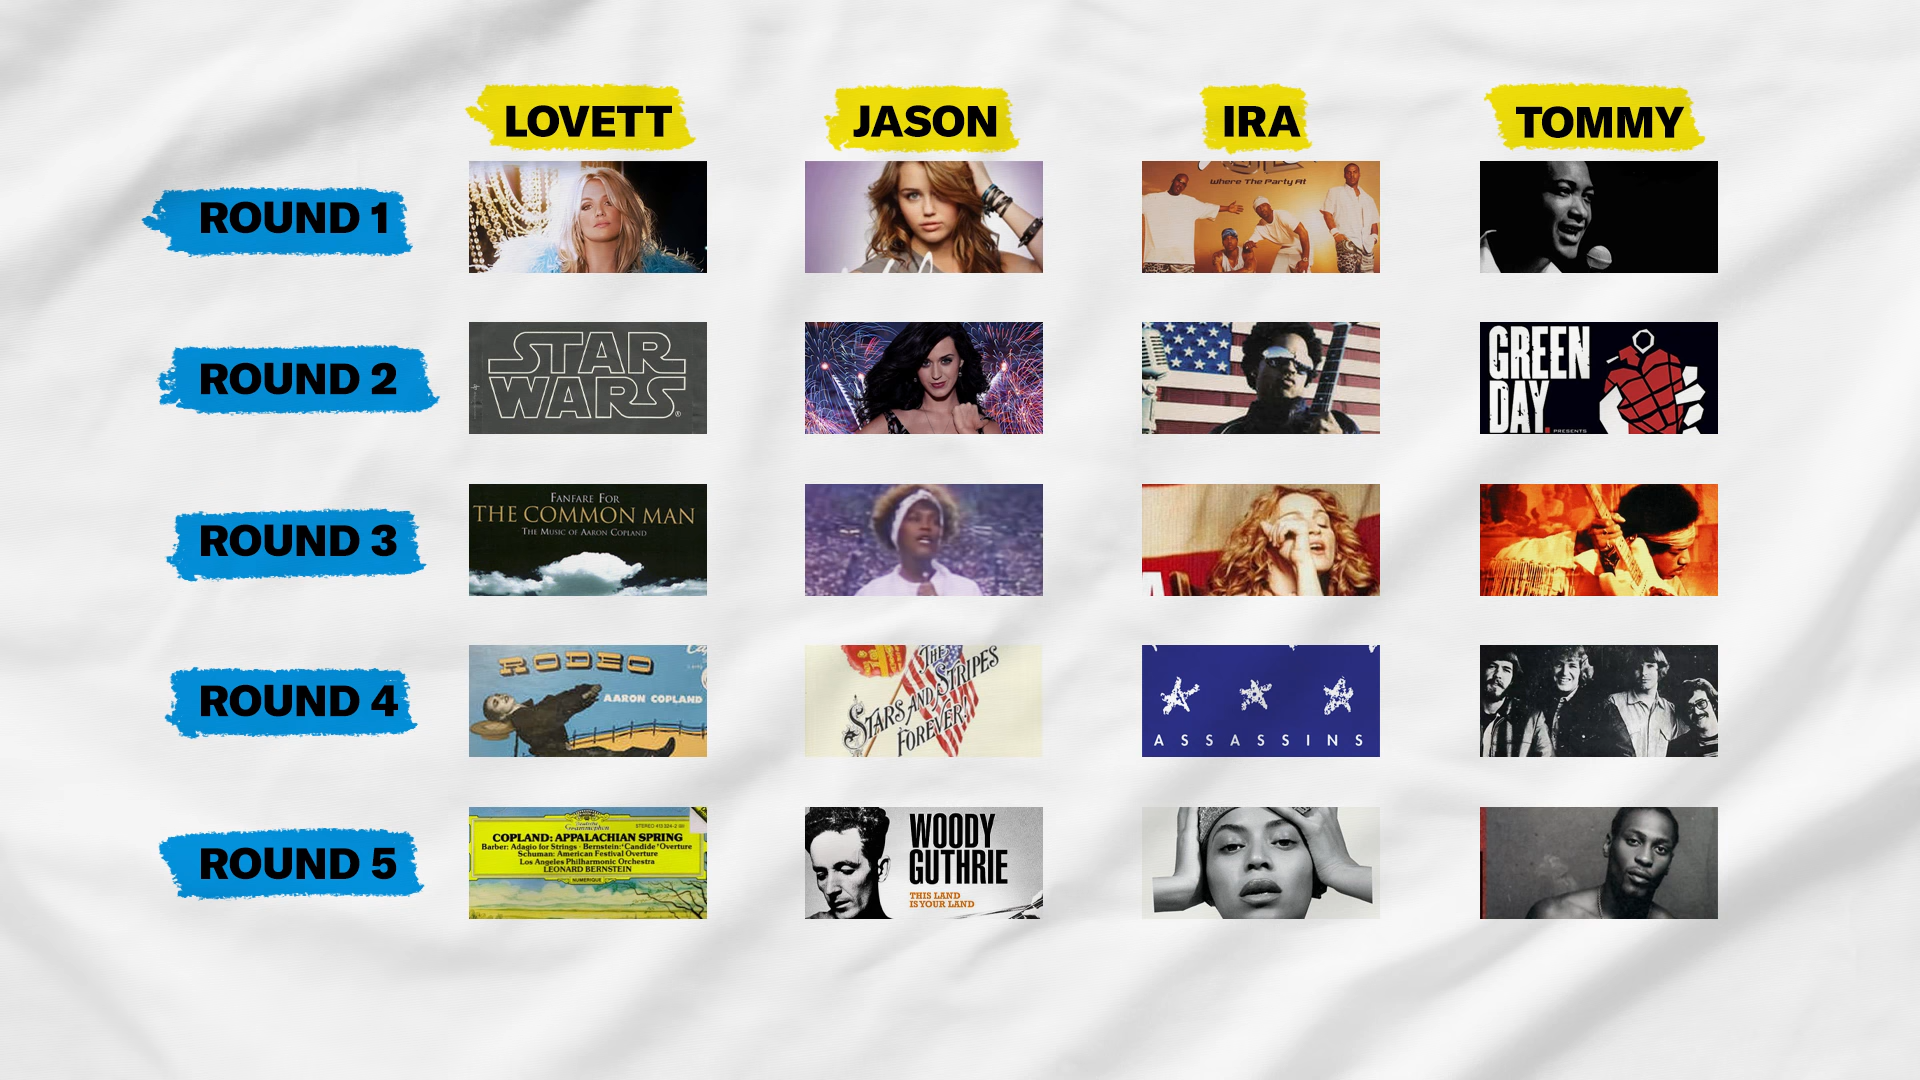 LOVETT
JASON
IRA
TOMMY
ROUND 1
Where The Party At
ROUND 2
STAR
WARS®
GREEN
DAY.
PRESENTS
ROUND 3
FANFARE FOR
THE COMMON MAN
THE MUSIC OF AARON COPLAND
ROUND 4
RODEO
AARON COPLAND
THE
STARS AND STRIPES
FOREVER!
ASSASSINS
ROUND 5
STEREO
COPLAND: APPALACHIAN SPRING
Barber: Adagio for Strings · Bernstein: 'Candide' Overture
Schuman: American Festival Overture
Los Angeles Philharmonic Orchestra
LEONARD BERNSTEIN
NUMERIQUE
WOODY
GUTHRIE
THIS LAND
IS YOUR LAND